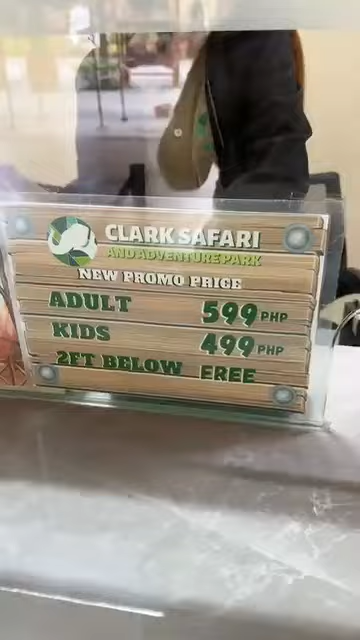 CLARK SAFARI
AND ADVENTURE PARK
NEW PROMO PRICE
ADULT 599 PHP
KIDS 499 PHP
2FT BELOW FREE